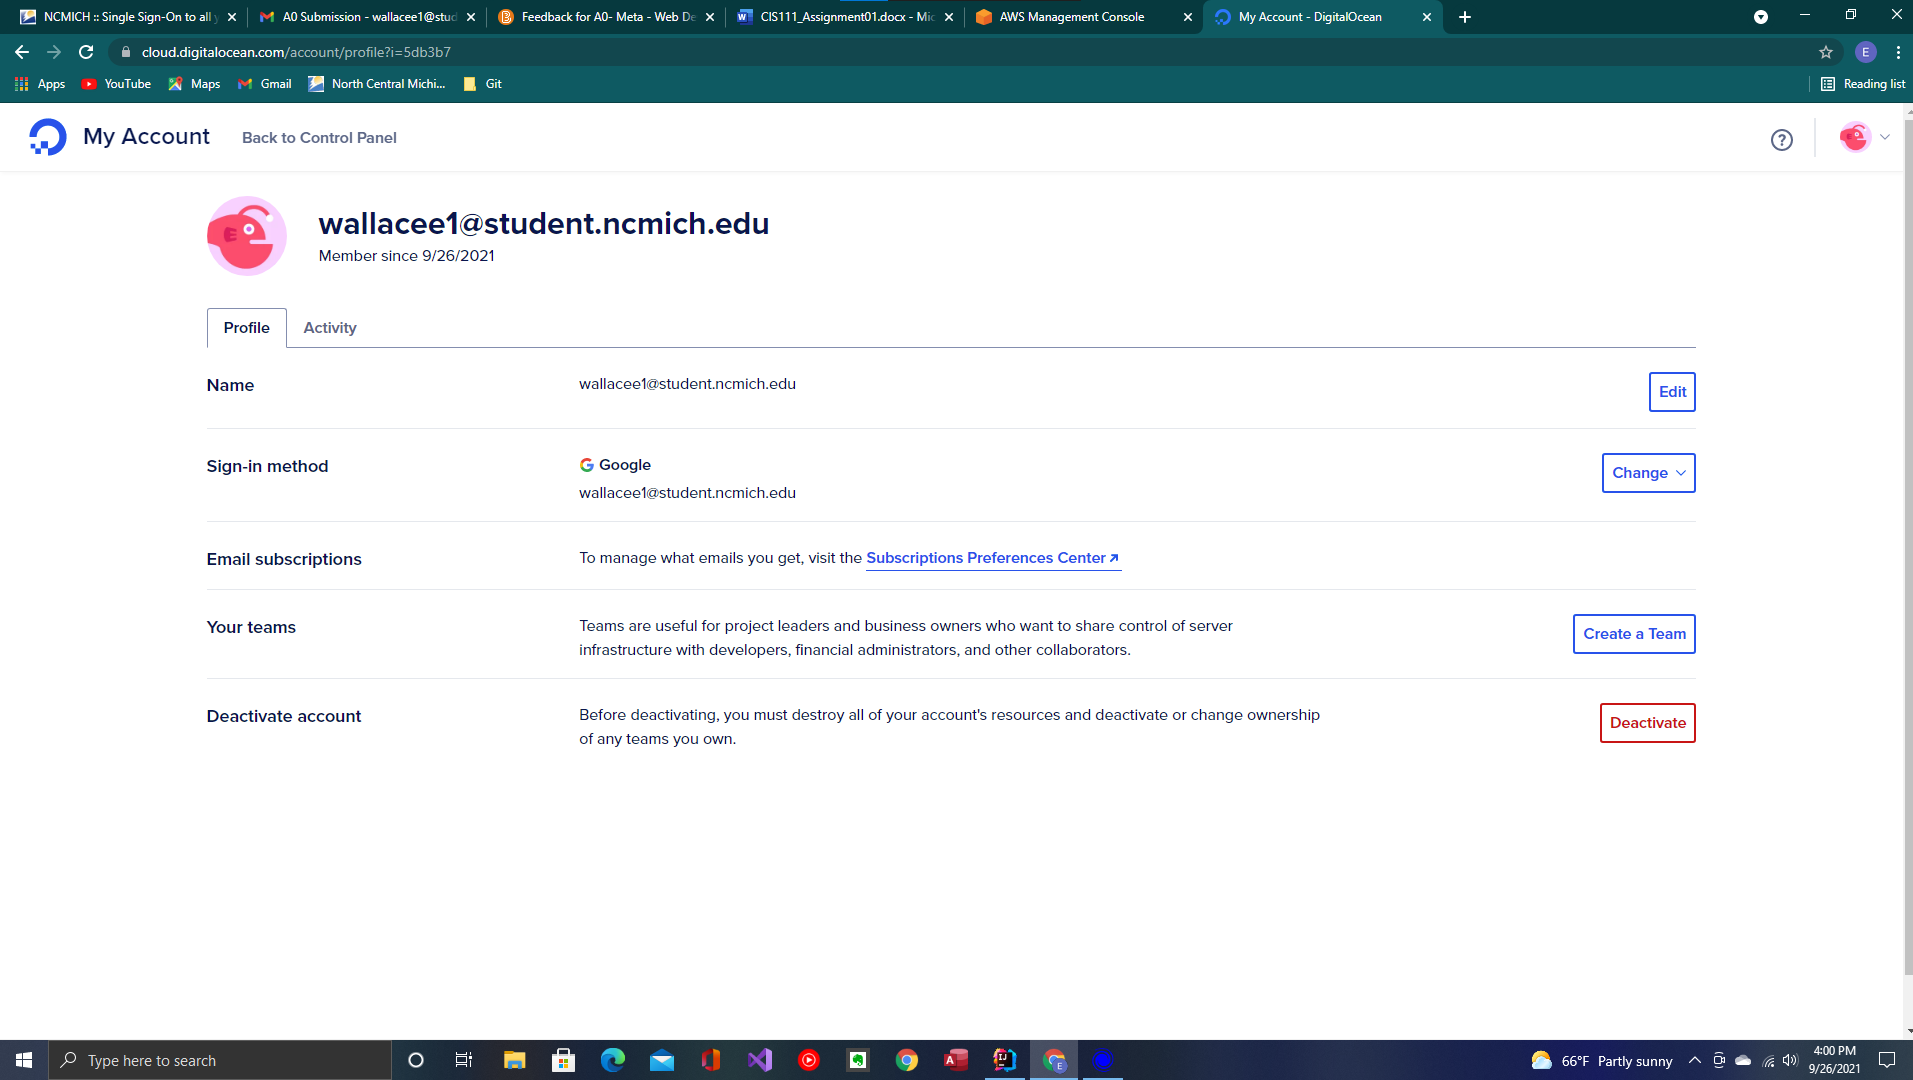 NCMICH :: Single Sign-On to all y
A0 Submission - wallacee1@stud
Feedback for A0- Meta - Web De
CIS111_Assignment01.docx - Mic
AWS Management Console
My Account - DigitalOcean
cloud.digitalocean.com/account/profile?i=5db3b7
E
Apps
YouTube
Maps
Gmail
North Central Michi...
Git
Reading list
My Account
Back to Control Panel
?
wallacee1@student.ncmich.edu
Member since 9/26/2021
Profile
Activity
Name
wallacee1@student.ncmich.edu
Edit
Sign-in method
Google
wallacee1@student.ncmich.edu
Change
Email subscriptions
To manage what emails you get, visit the Subscriptions Preferences Center
Your teams
Teams are useful for project leaders and business owners who want to share control of server
infrastructure with developers, financial administrators, and other collaborators.
Create a Team
Deactivate account
Before deactivating, you must destroy all of your account's resources and deactivate or change ownership
of any teams you own.
Deactivate
Type here to search
66°F Partly sunny
4:00 PM
9/26/2021